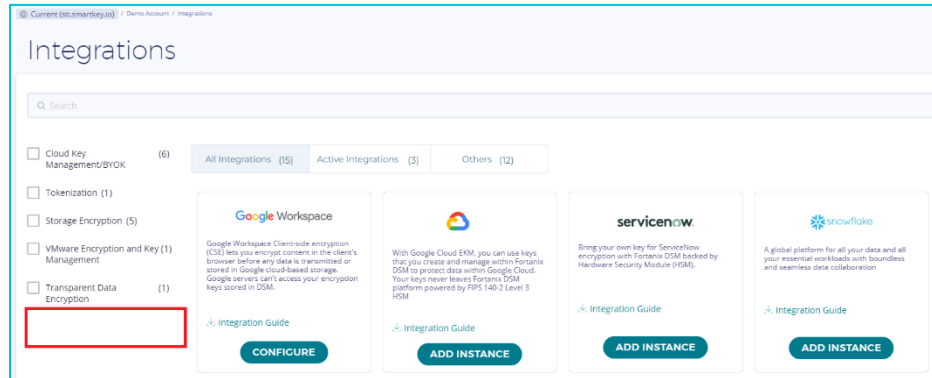 Current (sit.smartkey.io) / Demo Account / Integrations
Integrations
Search
Cloud Key (6)
Management/BYOK
Tokenization (1)
Storage Encryption (5)
VMware Encryption and Key (1)
Management
Transparent Data (1)
Encryption
All Integrations (15) Active Integrations (3) Others (12)
Google Workspace
Google Workspace Client-side encryption
(CSE) lets you encrypt content in the client's
browser before any data is transmitted or
stored in Google cloud-based storage.
Google servers can't access your encryption
keys stored in DSM.
Integration Guide
CONFIGURE
With Google Cloud EKM, you can use keys
that you create and manage within Fortanix
DSM to protect data within Google Cloud.
Your keys never leaves Fortanix DSM
platform powered by FIPS 140-2 Level 3
HSM
Integration Guide
ADD INSTANCE
servicenow
Bring your own key for ServiceNow
encryption with Fortanix DSM backed by
Hardware Security Module (HSM).
Integration Guide
ADD INSTANCE
snowflake
A global platform for all your data and all
your essential workloads with boundless
and seamless data collaboration
Integration Guide
ADD INSTANCE